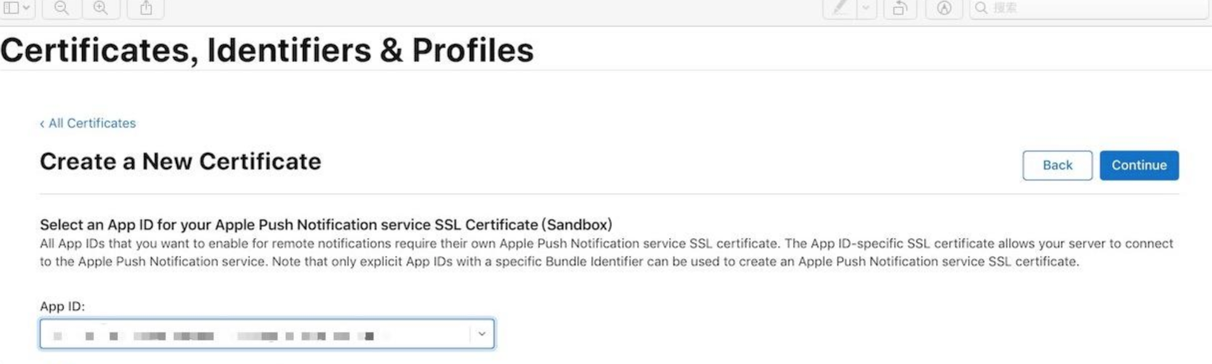 搜索
Certificates, Identifiers & Profiles
‹ All Certificates
Create a New Certificate
Back
Continue
Select an App ID for your Apple Push Notification service SSL Certificate (Sandbox)
All App IDs that you want to enable for remote notifications require their own Apple Push Notification service SSL certificate. The App ID-specific SSL certificate allows your server to connect
to the Apple Push Notification service. Note that only explicit App IDs with a specific Bundle Identifier can be used to create an Apple Push Notification service SSL certificate.
App ID: